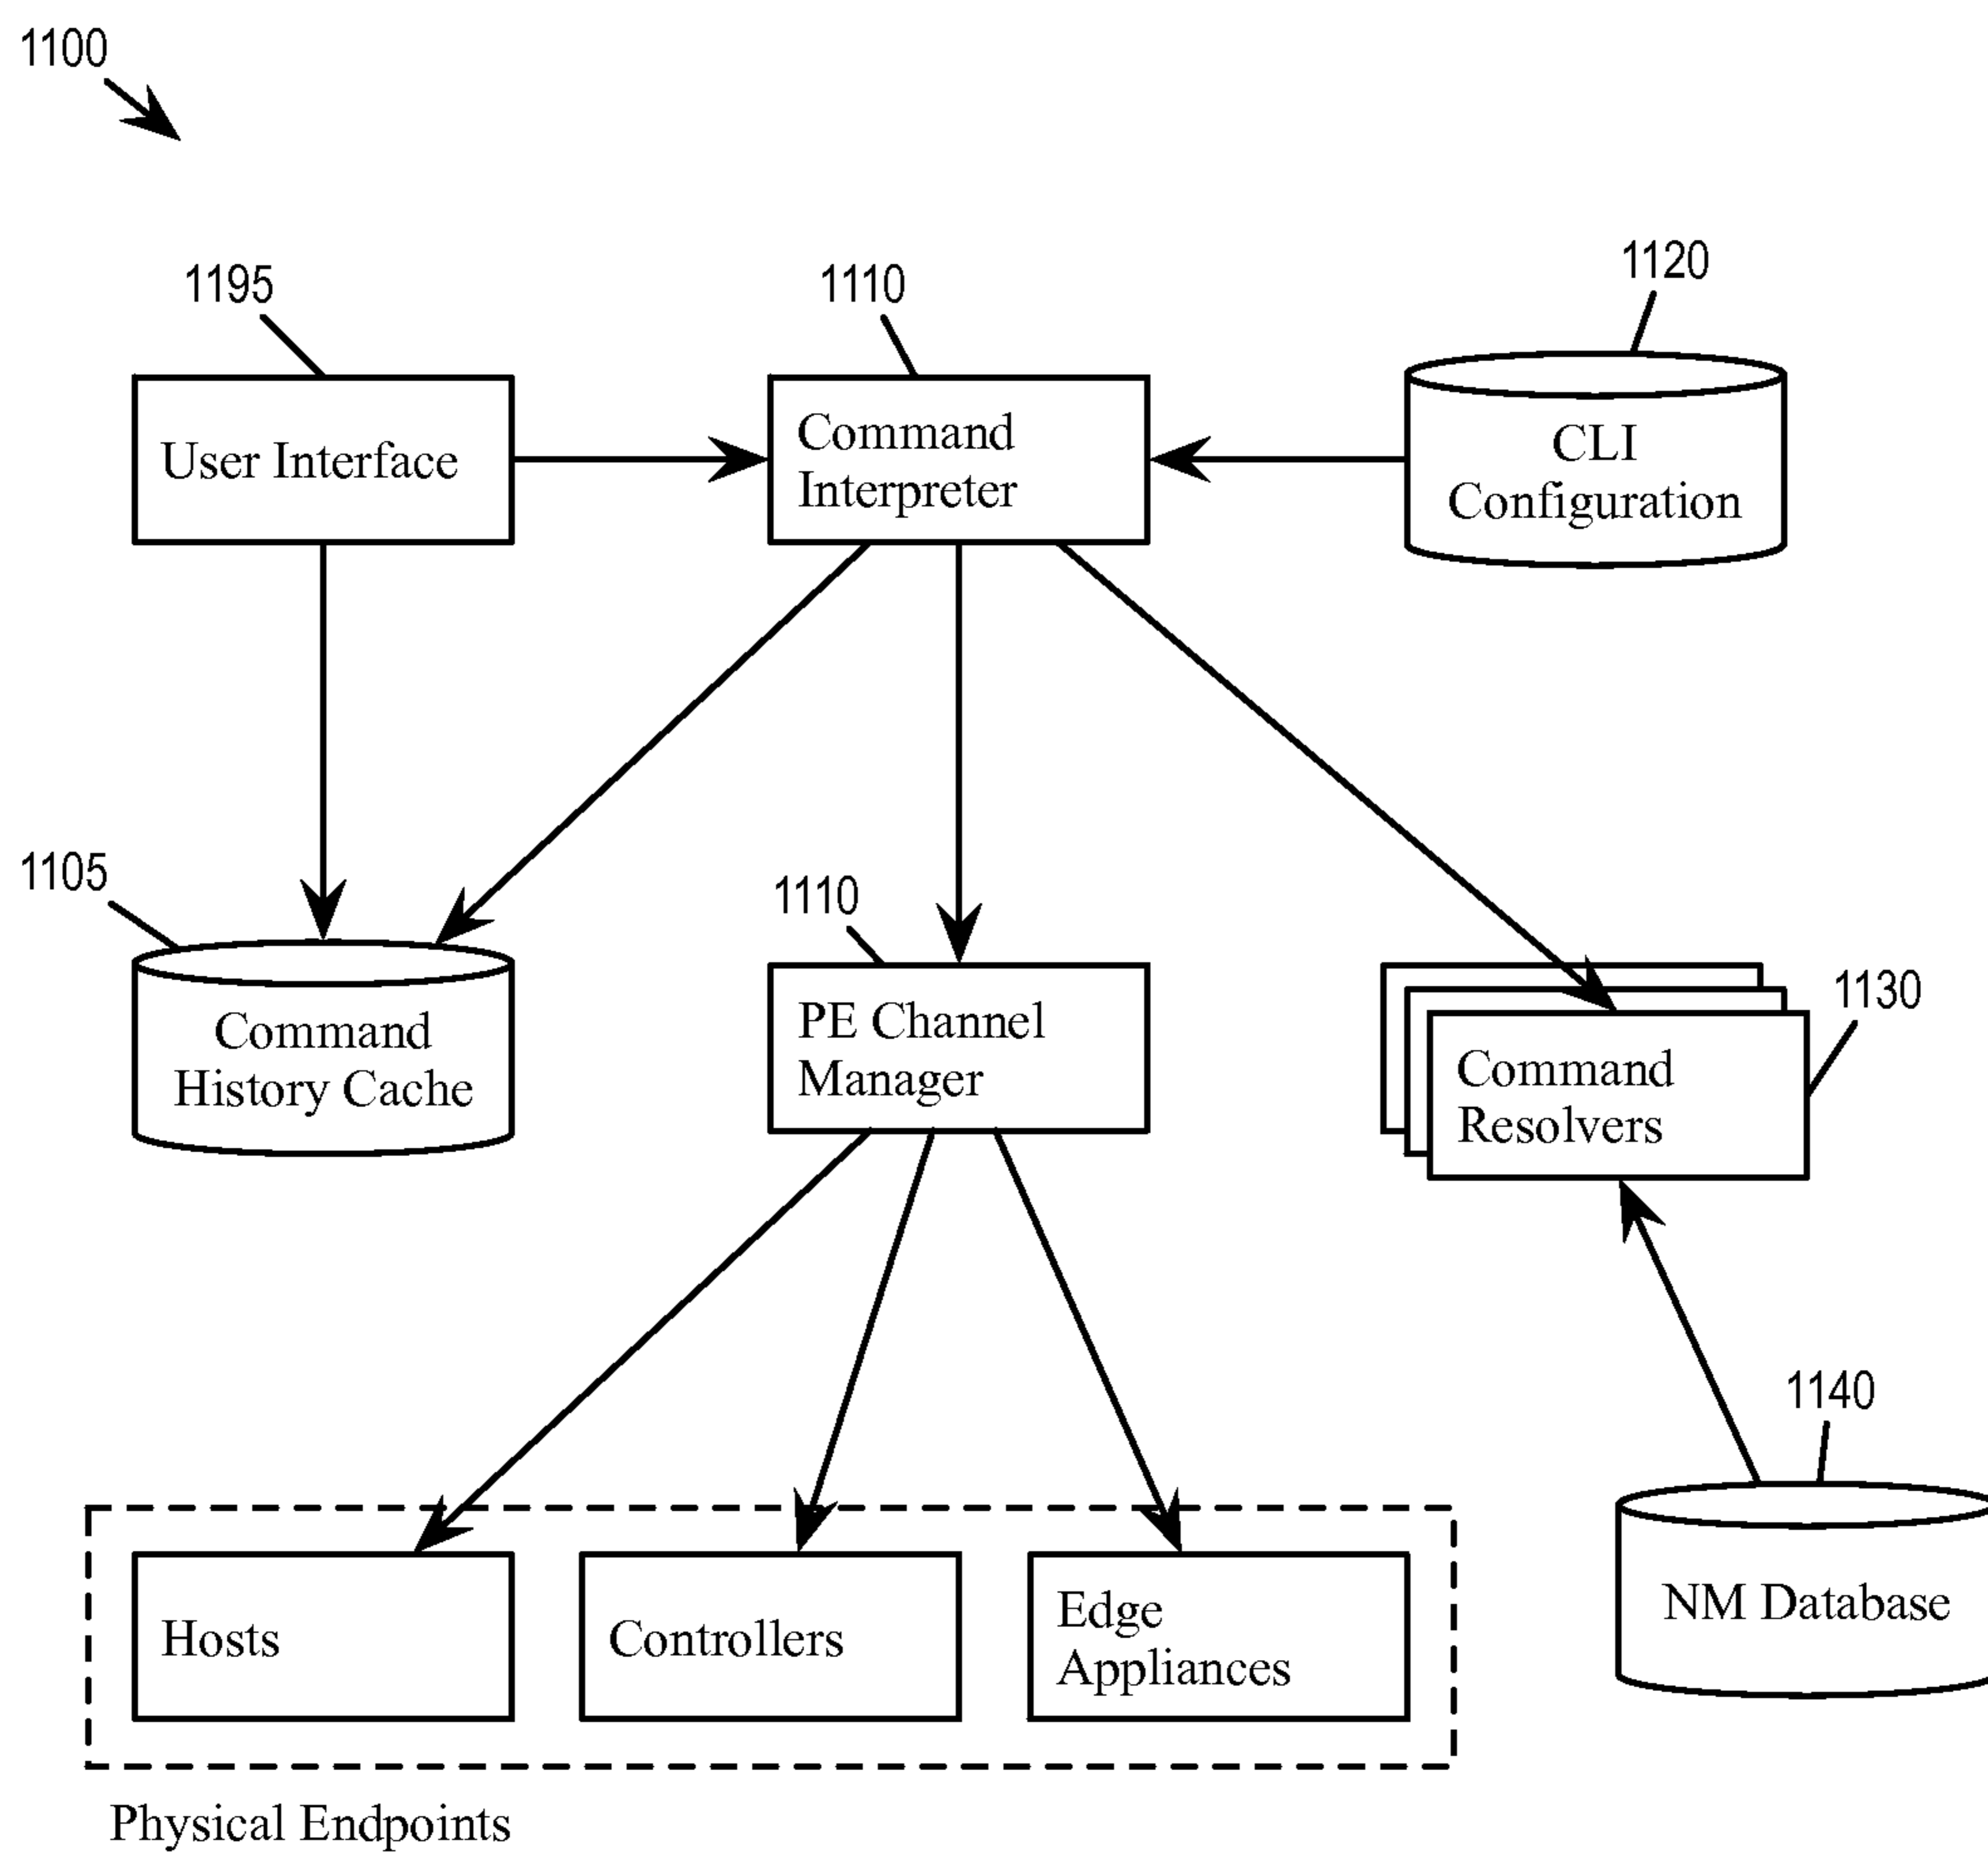 1100
1195
1110
1120
User Interface
Command
Interpreter
CLI
Configuration
1105
1110
1130
Command
History Cache
PE Channel
Manager
Command
Resolvers
1140
Hosts
Controllers
Edge
Appliances
NM Database
Physical Endpoints